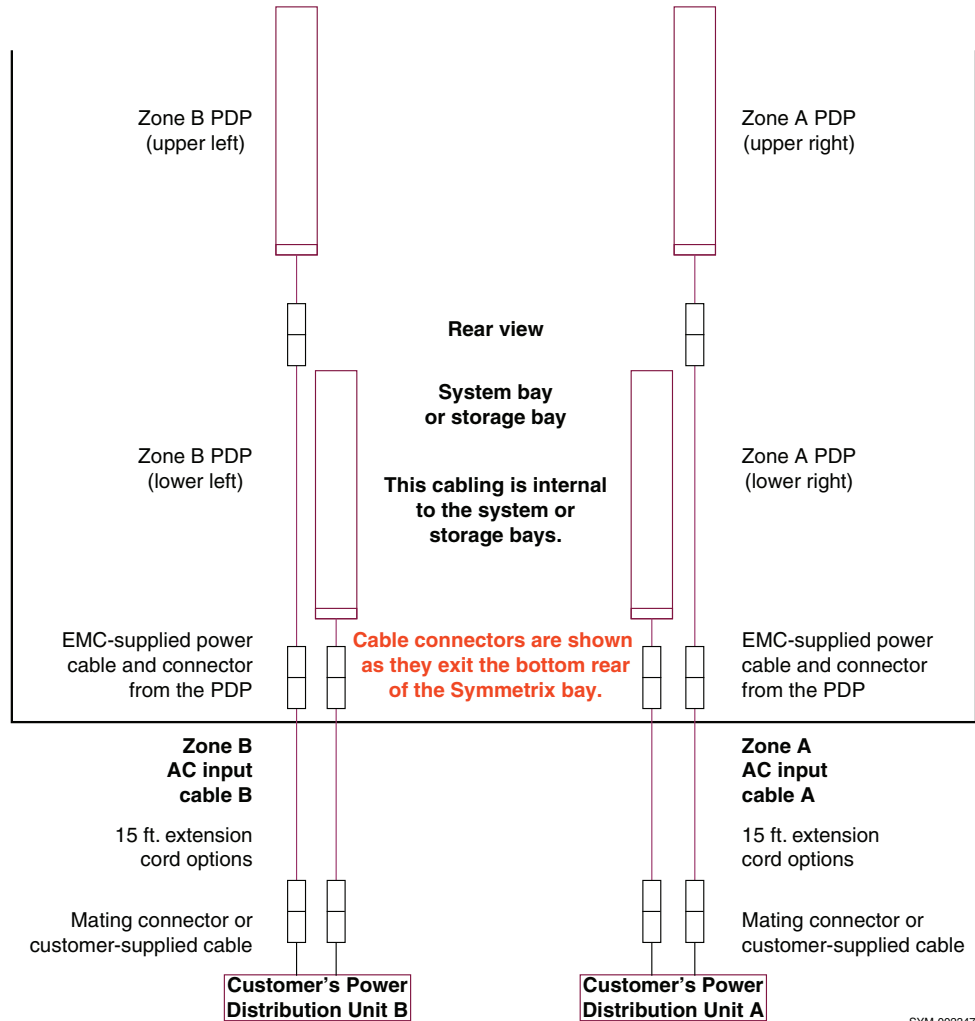 Zone B PDP
(upper left)
Zone A PDP
(upper right)
Rear view
System bay
or storage bay
Zone B PDP
(lower left)
This cabling is internal
to the system or
storage bays.
Zone A PDP
(lower right)
EMC-supplied power
cable and connector
from the PDP
Cable connectors are shown
as they exit the bottom rear
of the Symmetrix bay.
EMC-supplied power
cable and connector
from the PDP
Zone B
AC input
cable B
Zone A
AC input
cable A
15 ft. extension
cord options
15 ft. extension
cord options
Mating connector or
customer-supplied cable
Mating connector or
customer-supplied cable
Customer's Power
Distribution Unit B
Customer's Power
Distribution Unit A